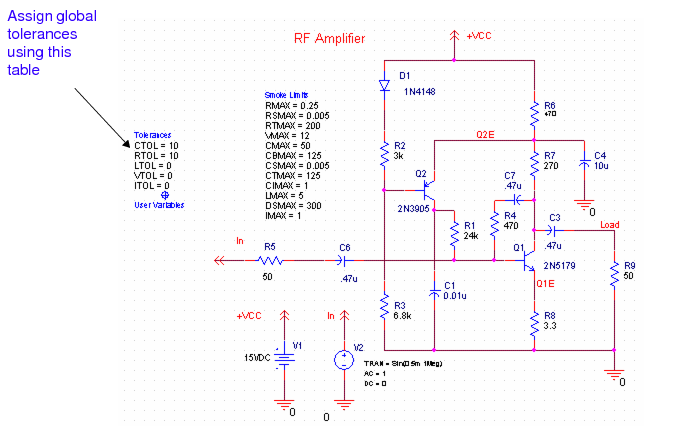 Assign global
tolerances
using this
table
RF Amplifier
+VCC
D1
1N4148
Smoke Limits
RMAX = 0.25
RSMAX = 0.005
RTMAX = 200
VMAX = 12
CMAX = 50
CBMAX = 125
CSMAX = 0.005
CTMAX = 125
CIMAX = 1
LMAX = 5
DSMAX = 300
IMAX = 1
Tolerances
CTOL = 10
RTOL = 10
LTOL = 0
VTOL = 0
ITOL = 0
User Variables
R6
470
Q2E
R2
3k
R7
270
C4
10u
0
Q2
2N3905
C7
.47u
R4
470
R1
24k
C3
.47u
Load
In
R5
50
C6
.47u
Q1
2N5179
Q1E
R9
50
C1
0.01u
R3
6.8k
R8
3.3
+VCC
In
V1
15VDC
V2
TRAN = Sin(0 5m 1Meg)
AC = 1
DC = 0
0
0
0